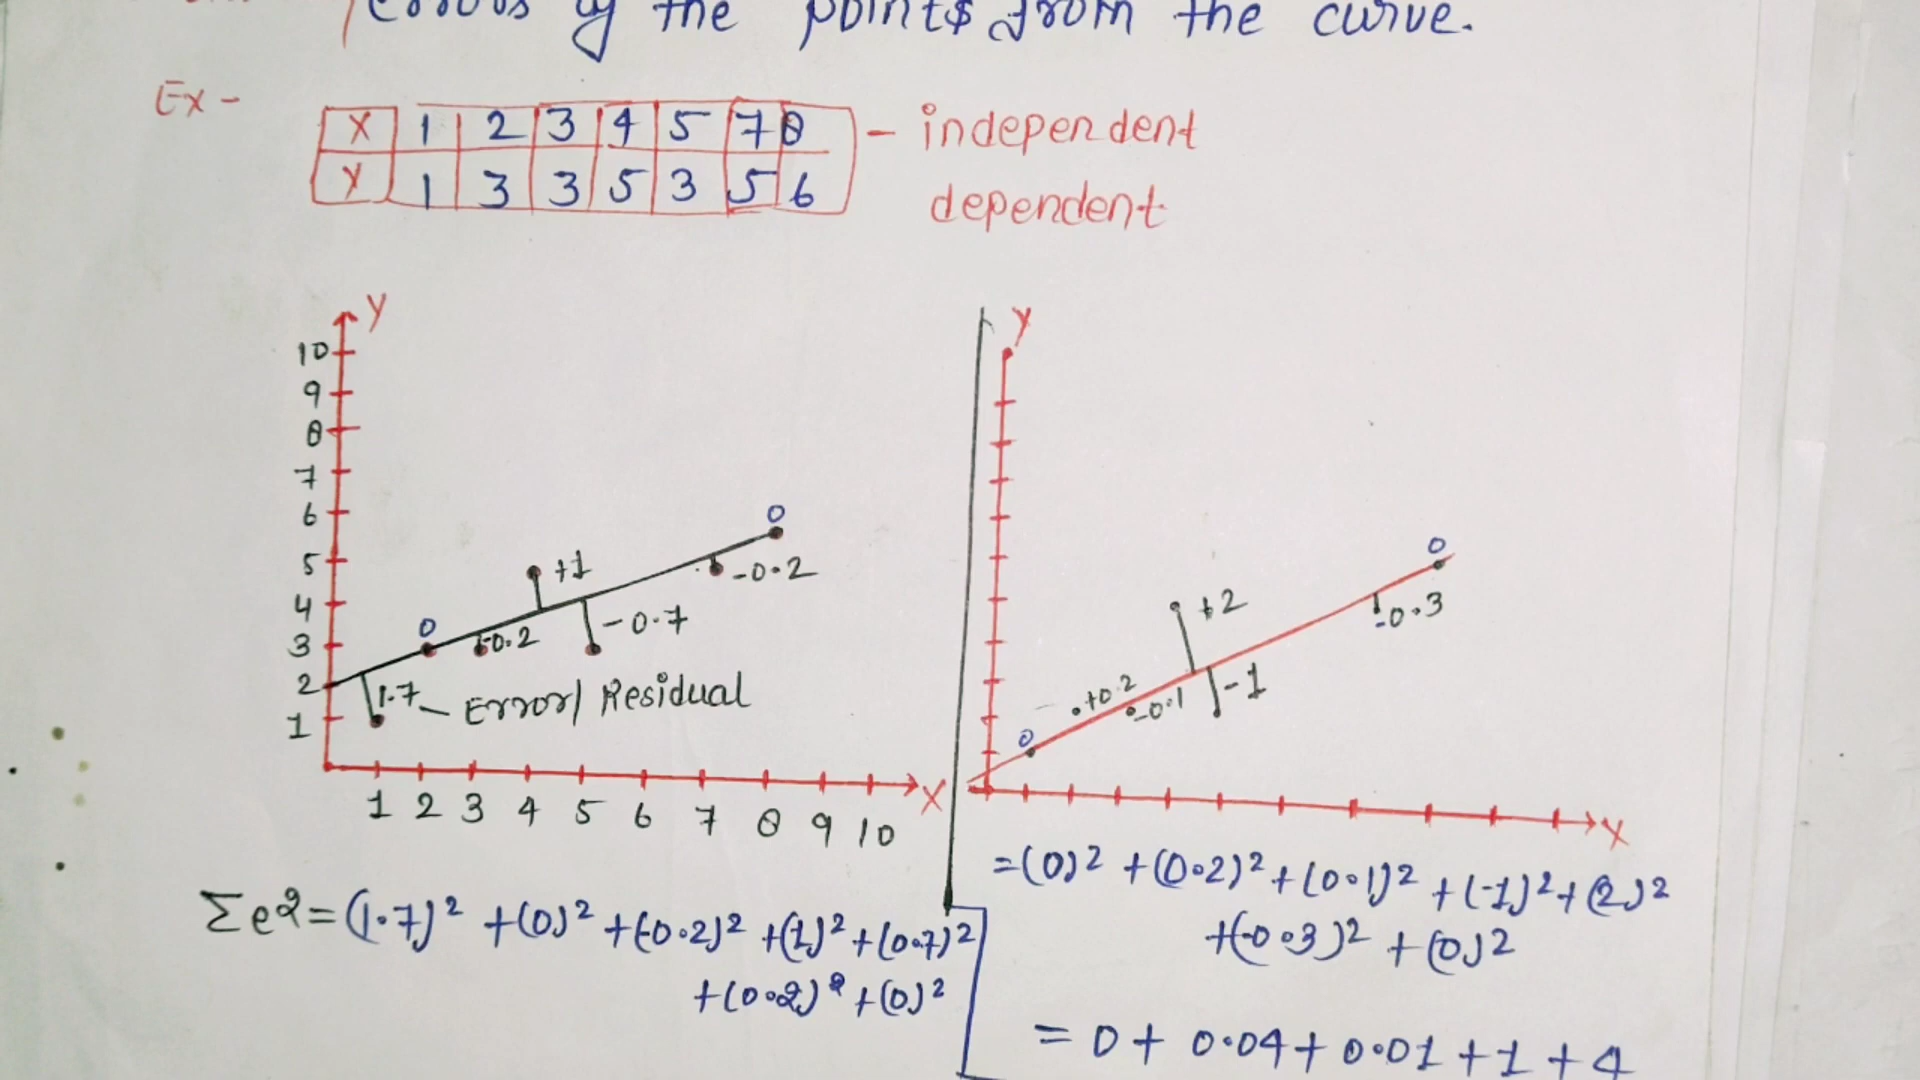 of the points from the curve.
Ex -
X 1 2 3 4 5 7 8 - independent
Y 1 3 3 5 3 5 6 dependent
Y
10
9
8
7
6
5
4
3
2
1
0
+1
-0.2
0
-0.2
-0.7
1.7 - Error/ Residual
1 2 3 4 5 6 7 8 9 10
X
Σe2 = (1.7)² + (0)² + (-0.2)² + (1)² + (0.7)²
+ (0.2)² + (0)²
Y
0
+2
-0.3
+0.2
-0.1
-1
0
X
= (0)² + (0.2)² + (0.1)² + (-1)² + (2)²
+ (-0.3)² + (0)²
= 0 + 0.04 + 0.01 + 1 + 4